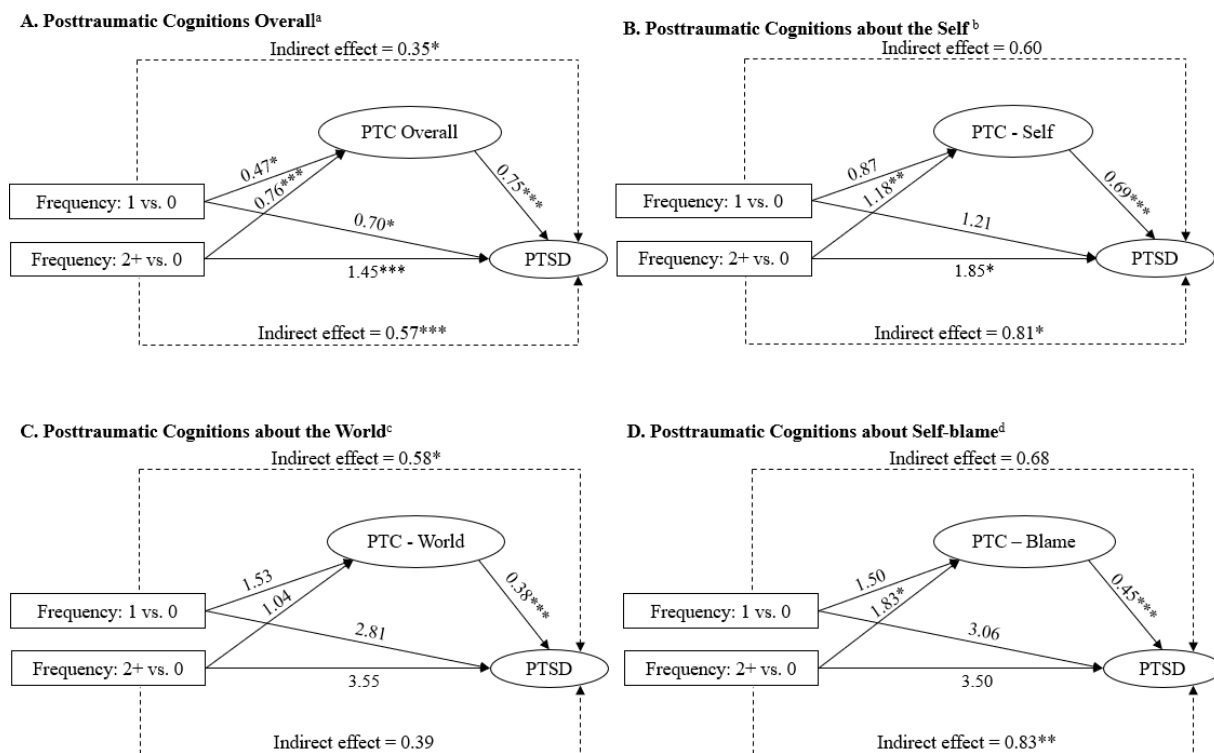 A. Posttraumatic Cognitions Overallᵃ
Indirect effect = 0.35*
PTC Overall
0.47*
0.76***
0.75***
Frequency: 1 vs. 0
0.70*
Frequency: 2+ vs. 0
PTSD
1.45***
Indirect effect = 0.57***
B. Posttraumatic Cognitions about the Self ᵇ
Indirect effect = 0.60
PTC - Self
0.87
1.18**
0.69***
Frequency: 1 vs. 0
1.21
Frequency: 2+ vs. 0
PTSD
1.85*
Indirect effect = 0.81*
C. Posttraumatic Cognitions about the Worldᶜ
Indirect effect = 0.58*
PTC - World
1.53
1.04
0.38***
Frequency: 1 vs. 0
2.81
Frequency: 2+ vs. 0
PTSD
3.55
Indirect effect = 0.39
D. Posttraumatic Cognitions about Self-blameᵈ
Indirect effect = 0.68
PTC – Blame
1.50
1.83*
0.45***
Frequency: 1 vs. 0
3.06
Frequency: 2+ vs. 0
PTSD
3.50
Indirect effect = 0.83**